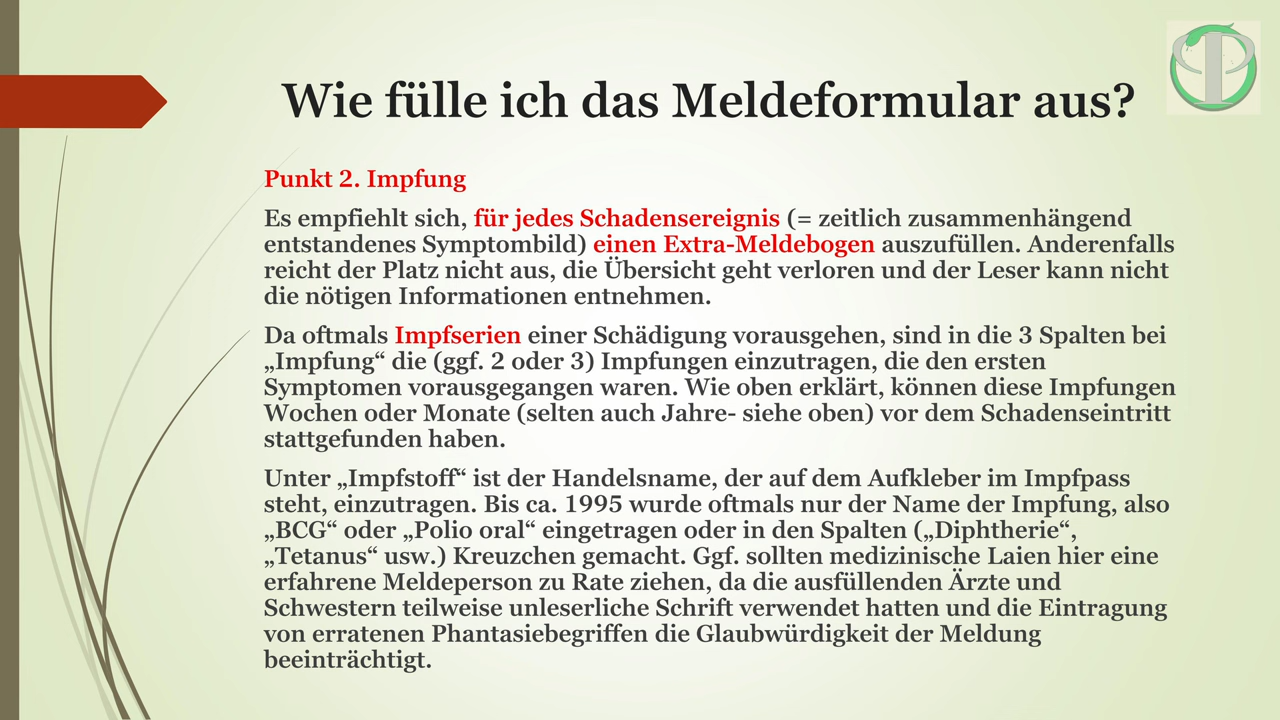 Wie fülle ich das Meldeformular aus?
Punkt 2. Impfung
Es empfiehlt sich, für jedes Schadensereignis (= zeitlich zusammenhängend
entstandenes Symptombild) einen Extra-Meldebogen auszufüllen. Anderenfalls
reicht der Platz nicht aus, die Übersicht geht verloren und der Leser kann nicht
die nötigen Informationen entnehmen.
Da oftmals Impfserien einer Schädigung vorausgehen, sind in die 3 Spalten bei
„Impfung“ die (ggf. 2 oder 3) Impfungen einzutragen, die den ersten
Symptomen vorausgegangen waren. Wie oben erklärt, können diese Impfungen
Wochen oder Monate (selten auch Jahre- siehe oben) vor dem Schadenseintritt
stattgefunden haben.
Unter „Impfstoff“ ist der Handelsname, der auf dem Aufkleber im Impfpass
steht, einzutragen. Bis ca. 1995 wurde oftmals nur der Name der Impfung, also
„BCG“ oder „Polio oral“ eingetragen oder in den Spalten („Diphtherie“,
„Tetanus“ usw.) Kreuzchen gemacht. Ggf. sollten medizinische Laien hier eine
erfahrene Meldeperson zu Rate ziehen, da die ausfüllenden Ärzte und
Schwestern teilweise unleserliche Schrift verwendet hatten und die Eintragung
von erratenen Phantasiebegriffen die Glaubwürdigkeit der Meldung
beeinträchtigt.